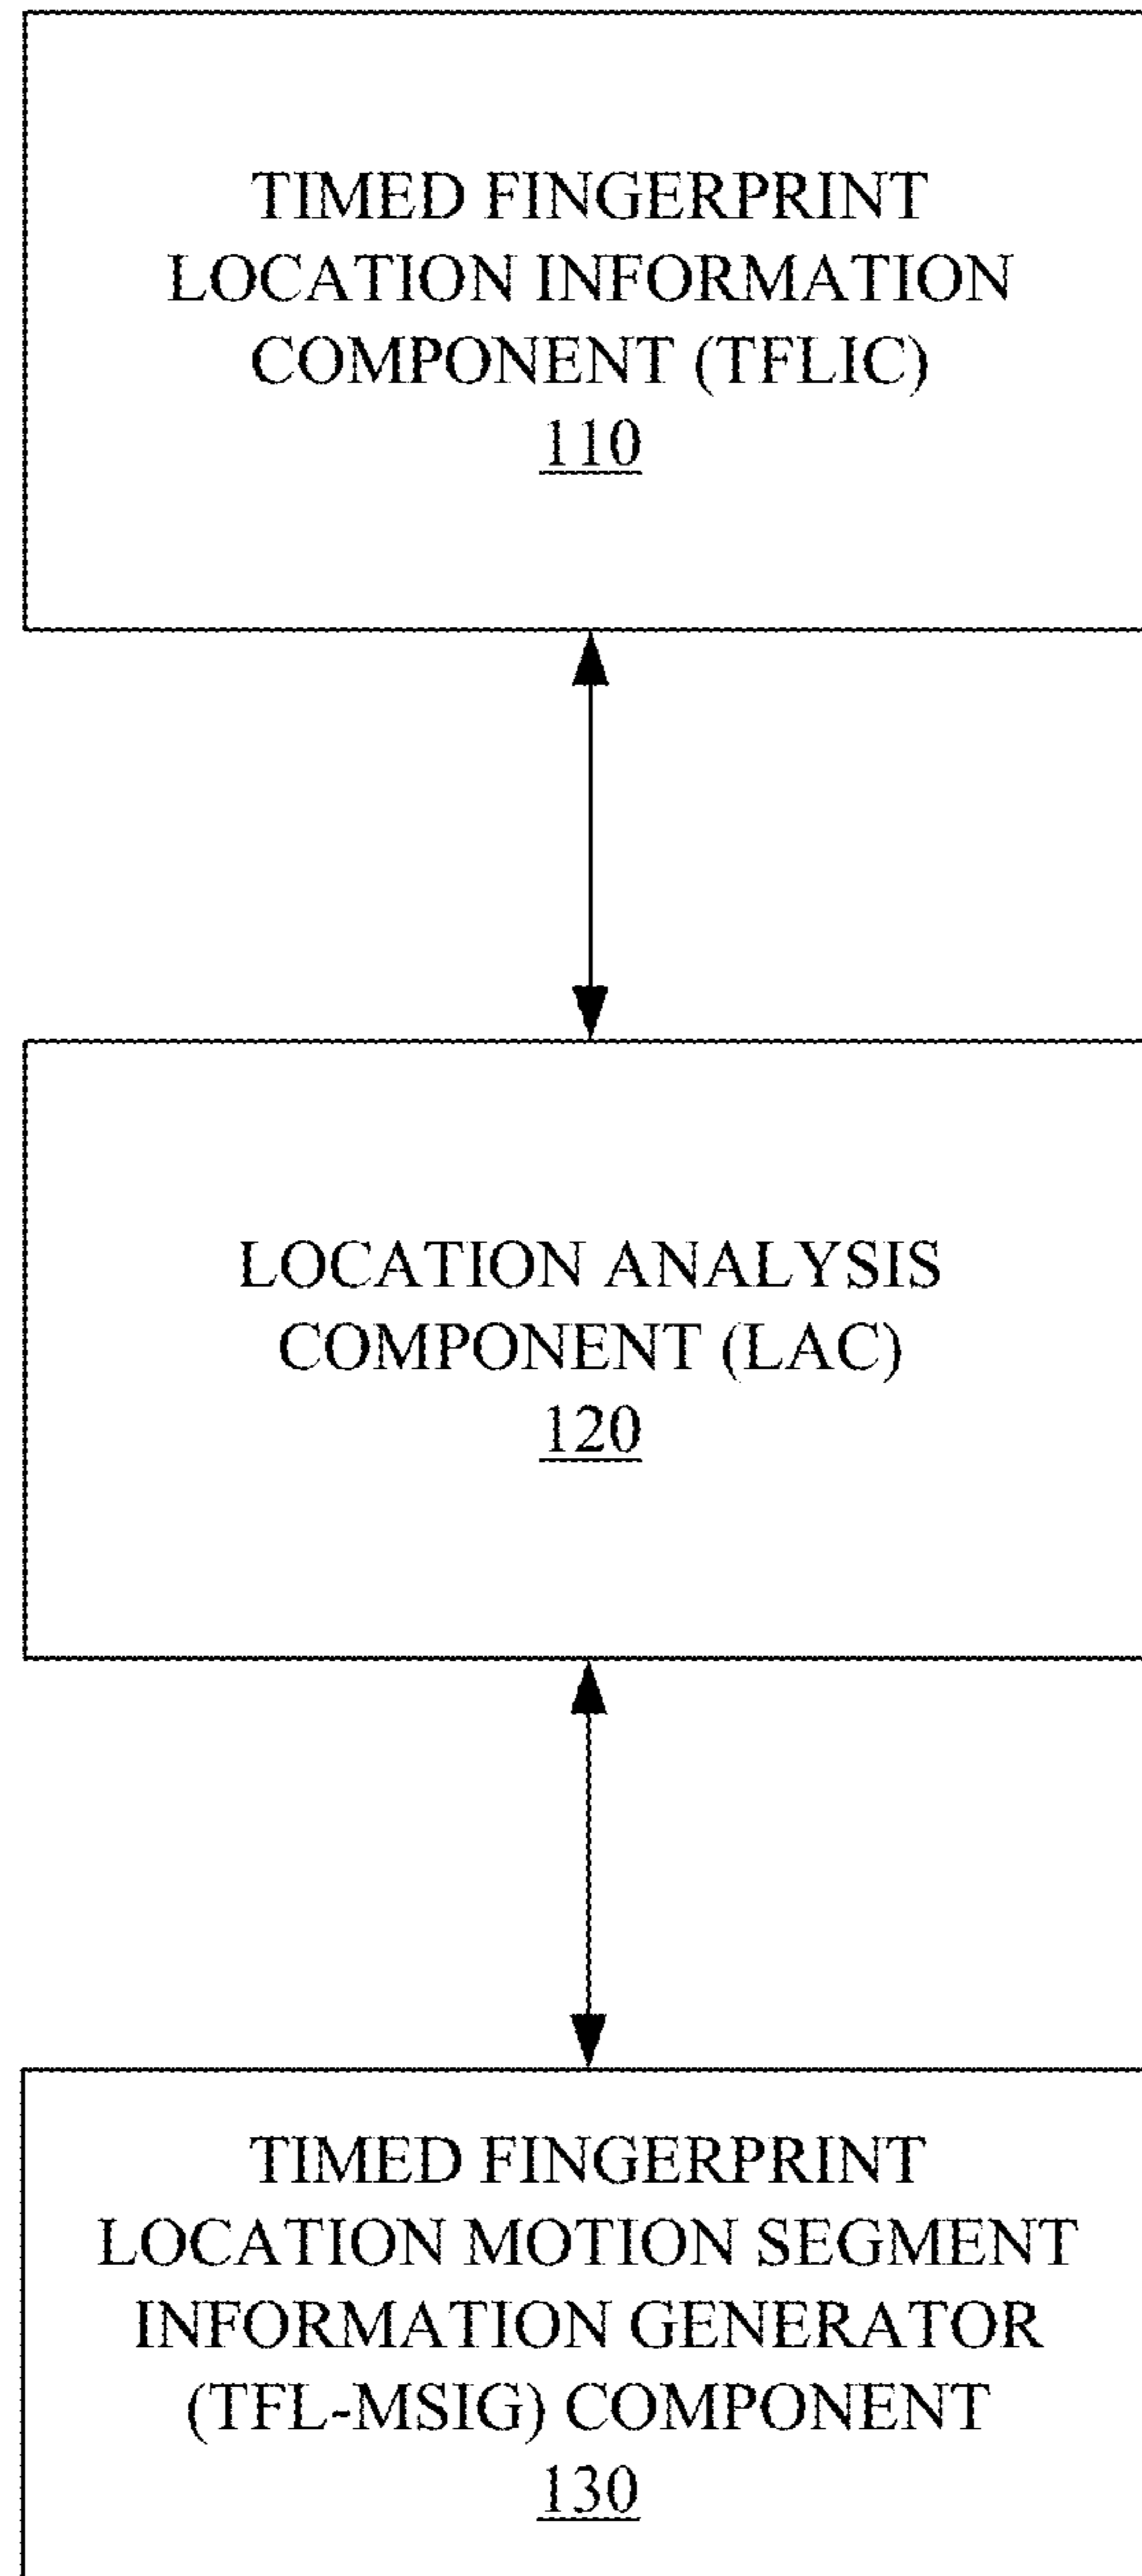 TIMED FINGERPRINT
LOCATION INFORMATION
COMPONENT (TFLIC)
110
LOCATION ANALYSIS
COMPONENT (LAC)
120
TIMED FINGERPRINT
LOCATION MOTION SEGMENT
INFORMATION GENERATOR
(TFL-MSIG) COMPONENT
130